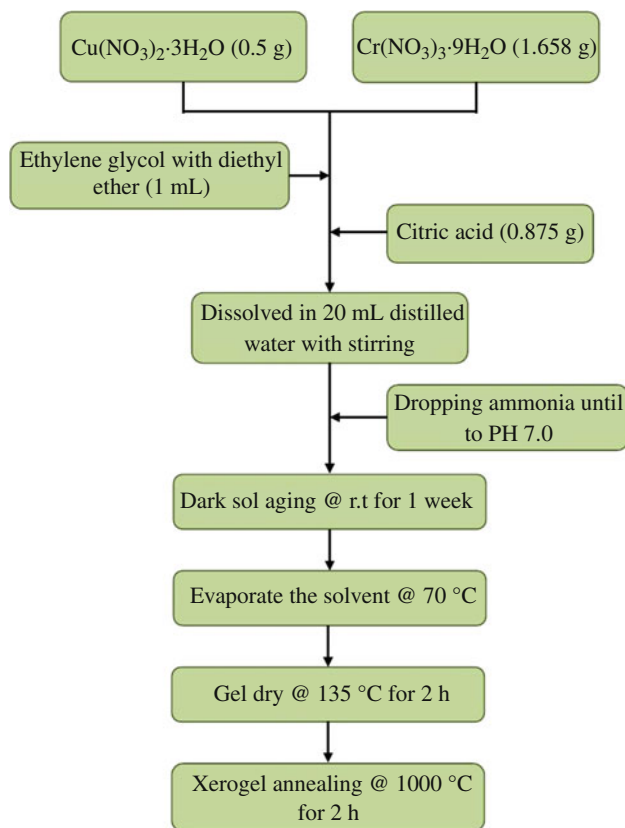 Cu(NO₃)₂·3H₂O (0.5 g)
Cr(NO₃)₃·9H₂O (1.658 g)
Ethylene glycol with diethyl
ether (1 mL)
Citric acid (0.875 g)
Dissolved in 20 mL distilled
water with stirring
Dropping ammonia until
to PH 7.0
Dark sol aging @ r.t for 1 week
Evaporate the solvent @ 70 °C
Gel dry @ 135 °C for 2 h
Xerogel annealing @ 1000 °C
for 2 h